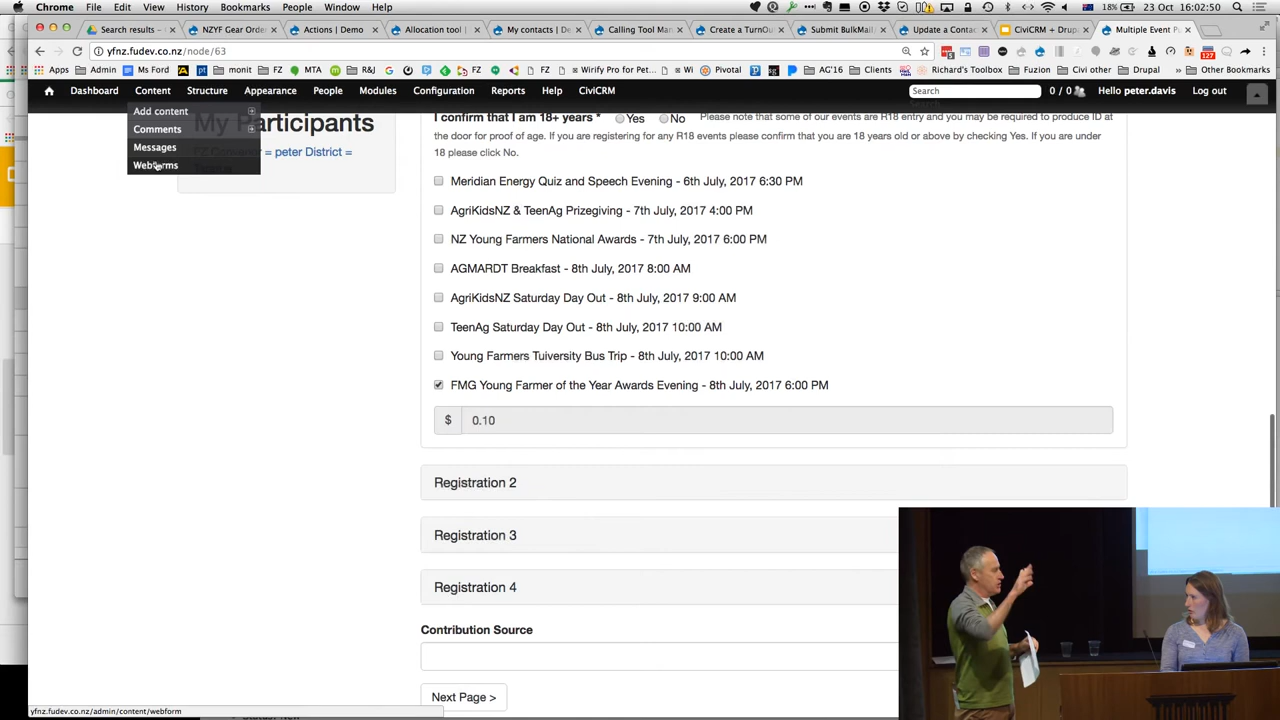 Chrome File Edit View History Bookmarks People Window Help 18% 23 Oct 16:02:50
Search results – NZYF Gear Order Actions | Demo Allocation tool | My contacts | De Calling Tool Mar Create a TurnOu Submit BulkMail Update a Contac CiviCRM + Drup Multiple Event P
yfnz.fudev.co.nz/node/63
Apps Admin Ms Ford monit FZ MTA R&J FZ FZ Wirify Pro for Pet... Wi Pivotal AG'16 Clients Richard's Toolbox Fuzion Civi other Drupal Other Bookmarks
Dashboard Content Structure Appearance People Modules Configuration Reports Help CiviCRM Search 0 / 0 Hello peter.davis Log out
Add content
Comments
Messages
Webforms
My Participants
= peter District =
I confirm that I am 18+ years * Yes No Please note that some of our events are R18 entry and you may be required to produce ID at
the door for proof of age. If you are registering for any R18 events please confirm that you are 18 years old or above by checking Yes. If you are under
18 please click No.
Meridian Energy Quiz and Speech Evening - 6th July, 2017 6:30 PM
AgriKidsNZ & TeenAg Prizegiving - 7th July, 2017 4:00 PM
NZ Young Farmers National Awards - 7th July, 2017 6:00 PM
AGMARDT Breakfast - 8th July, 2017 8:00 AM
AgriKidsNZ Saturday Day Out - 8th July, 2017 9:00 AM
TeenAg Saturday Day Out - 8th July, 2017 10:00 AM
Young Farmers Tuiversity Bus Trip - 8th July, 2017 10:00 AM
FMG Young Farmer of the Year Awards Evening - 8th July, 2017 6:00 PM
$ 0.10
Registration 2
Registration 3
Registration 4
Contribution Source
Next Page >
yfnz.fudev.co.nz/admin/content/webform